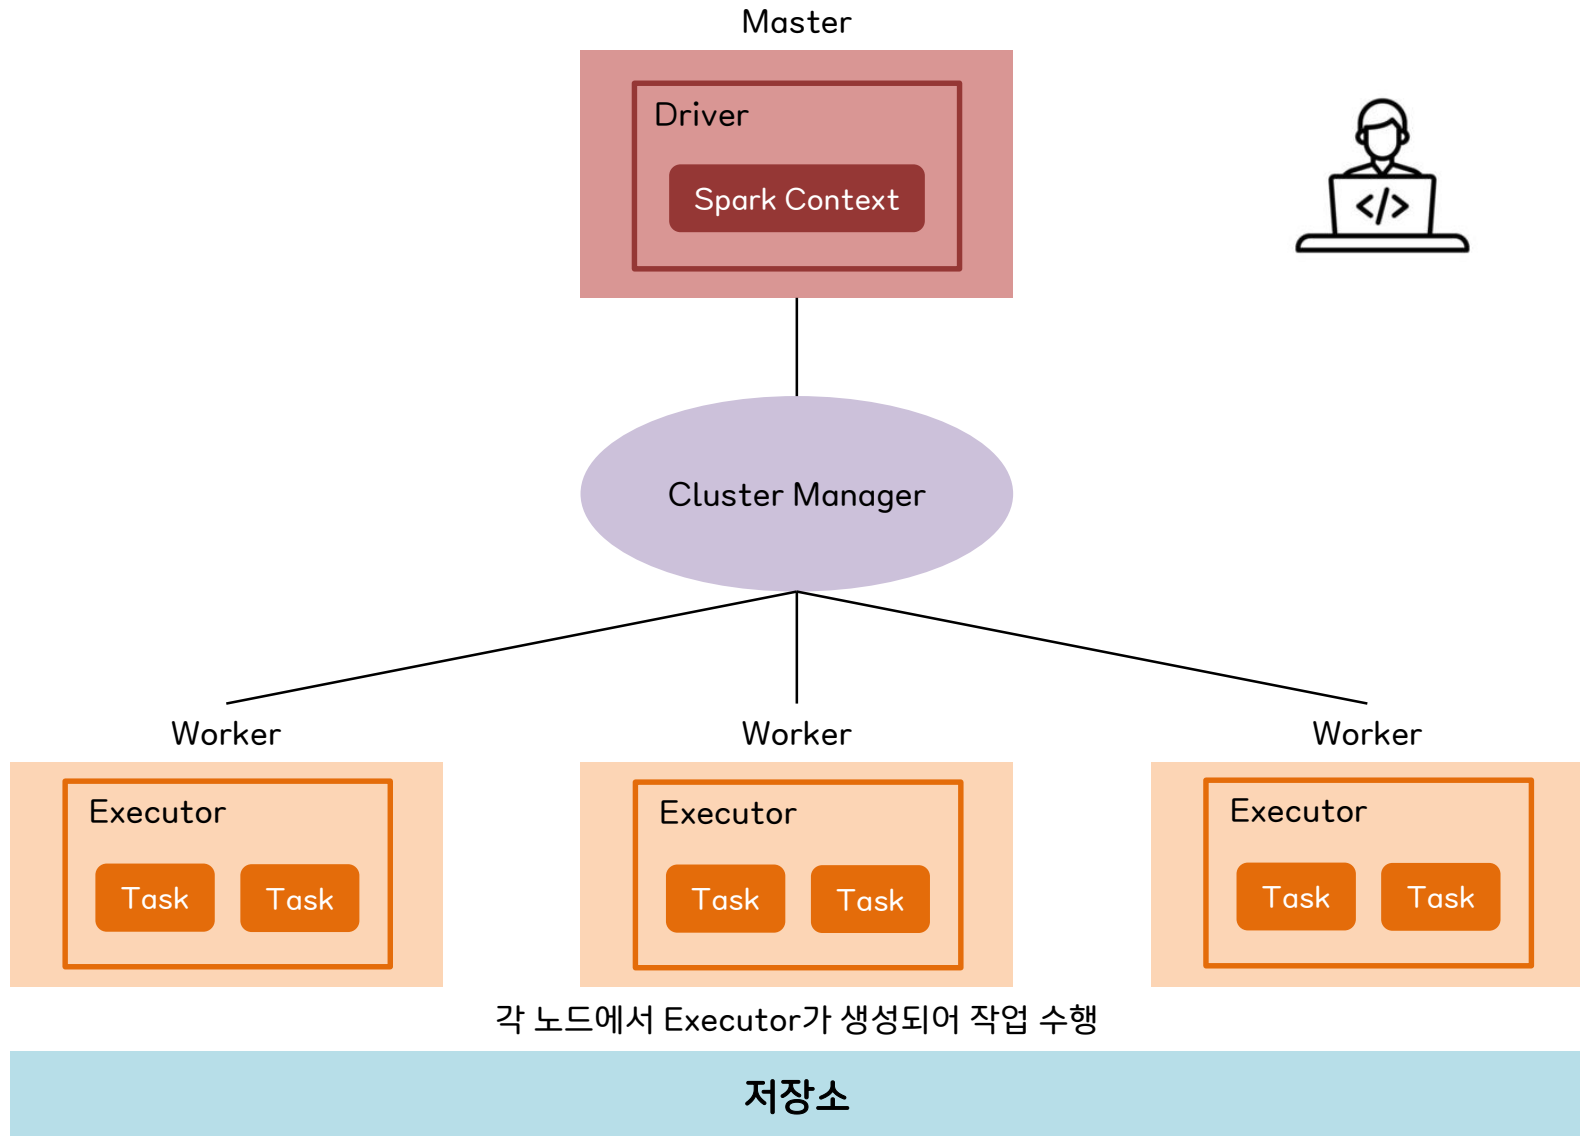 Master
Driver
Spark Context
</>
Cluster Manager
Worker
Worker
Worker
Executor
Executor
Executor
Task
Task
Task
Task
Task
Task
각 노드에서 Executor가 생성되어 작업 수행
저장소